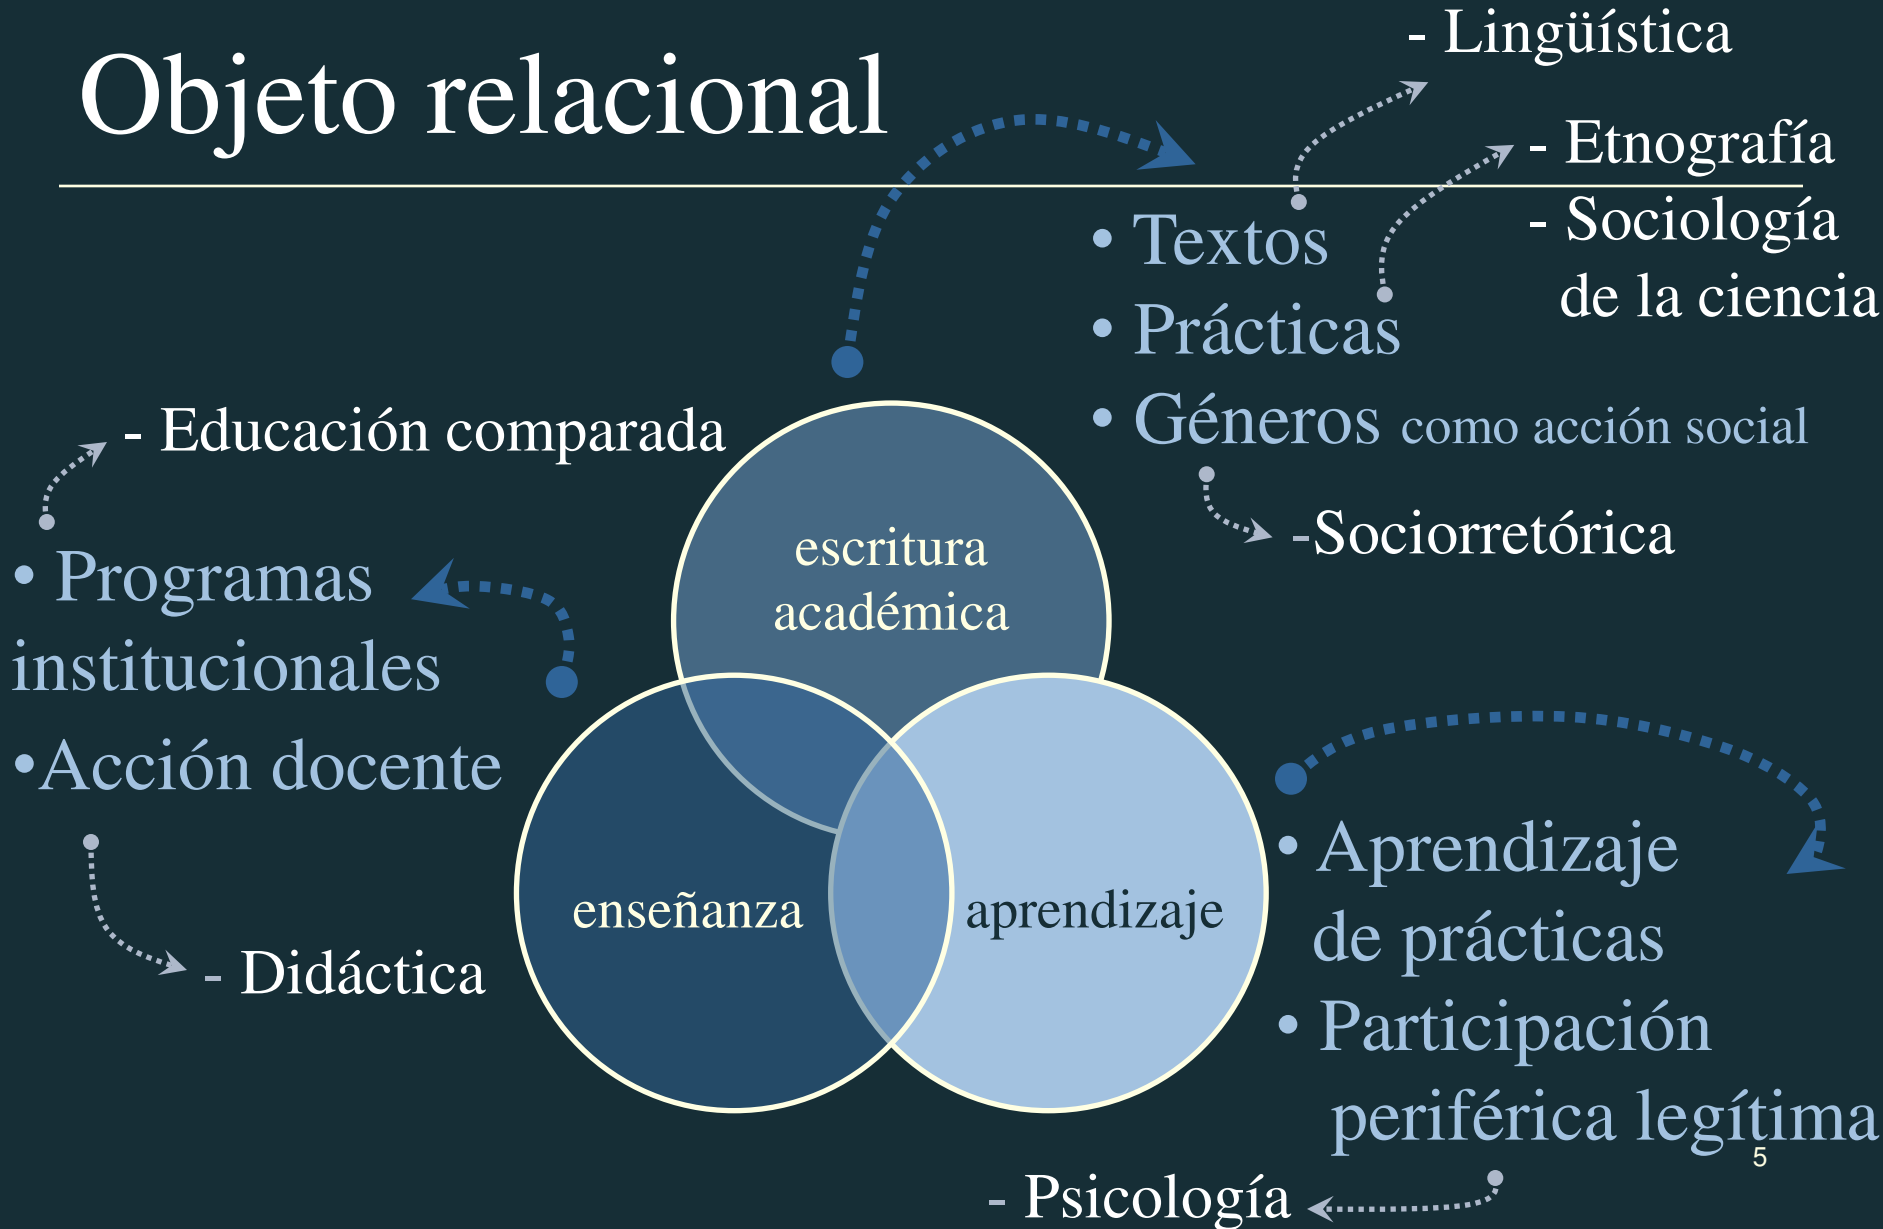 Objeto relacional
- Lingüística
- Etnografía
- Sociología
de la ciencia
• Textos
• Prácticas
• Géneros como acción social
-Sociorretórica
- Educación comparada
• Programas
institucionales
•Acción docente
- Didáctica
escritura
académica
enseñanza
aprendizaje
• Aprendizaje
de prácticas
• Participación
periférica legítima
- Psicología
5